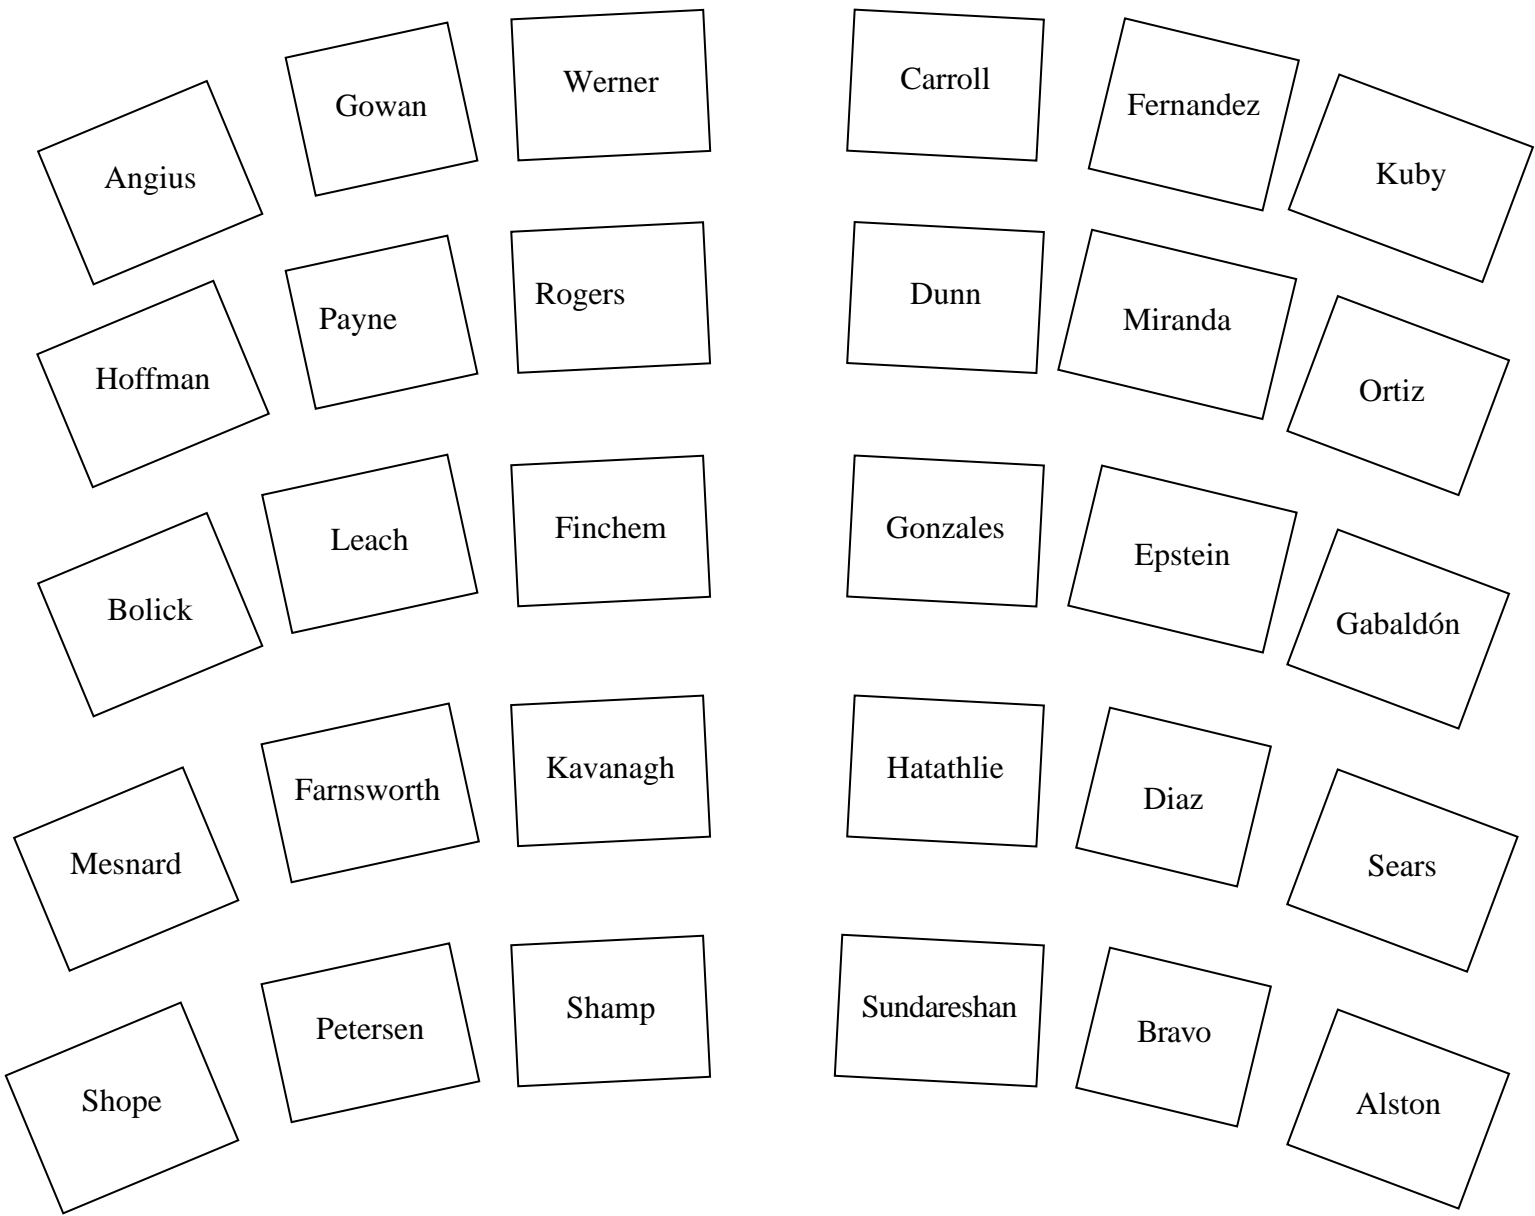 Angius
Gowan
Werner
Carroll
Fernandez
Kuby
Hoffman
Payne
Rogers
Dunn
Miranda
Ortiz
Bolick
Leach
Finchem
Gonzales
Epstein
Gabaldón
Mesnard
Farnsworth
Kavanagh
Hatathlie
Diaz
Sears
Shope
Petersen
Shamp
Sundareshan
Bravo
Alston